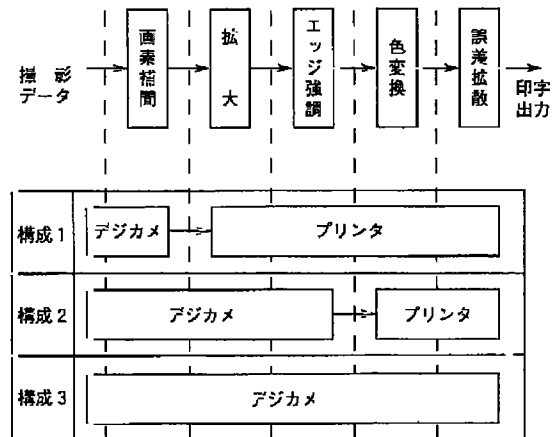 撮影
データ
画素補間
拡大
エッジ強調
色変換
誤差拡散
印字
出力
構成1
デジカメ
プリンタ
構成2
デジカメ
プリンタ
構成3
デジカメ